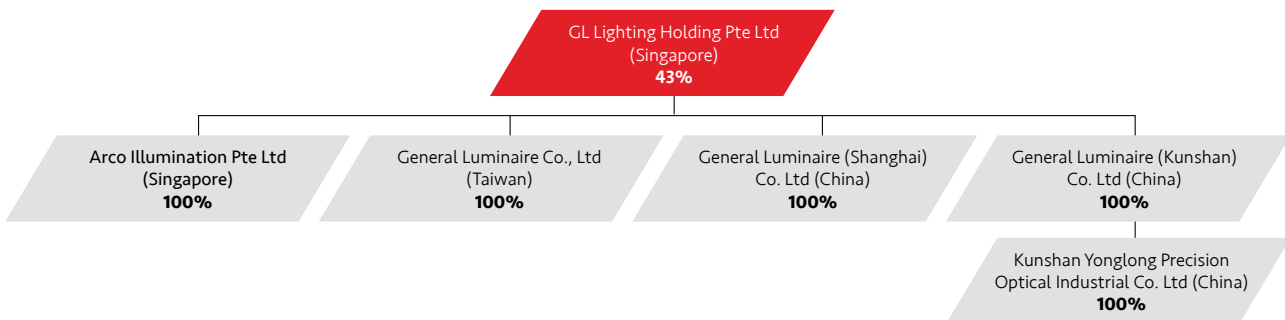 GL Lighting Holding Pte Ltd
(Singapore)
43%
Arco Illumination Pte Ltd
(Singapore)
100%
General Luminaire Co., Ltd
(Taiwan)
100%
General Luminaire (Shanghai)
Co. Ltd (China)
100%
General Luminaire (Kunshan)
Co. Ltd (China)
100%
Kunshan Yonglong Precision
Optical Industrial Co. Ltd (China)
100%